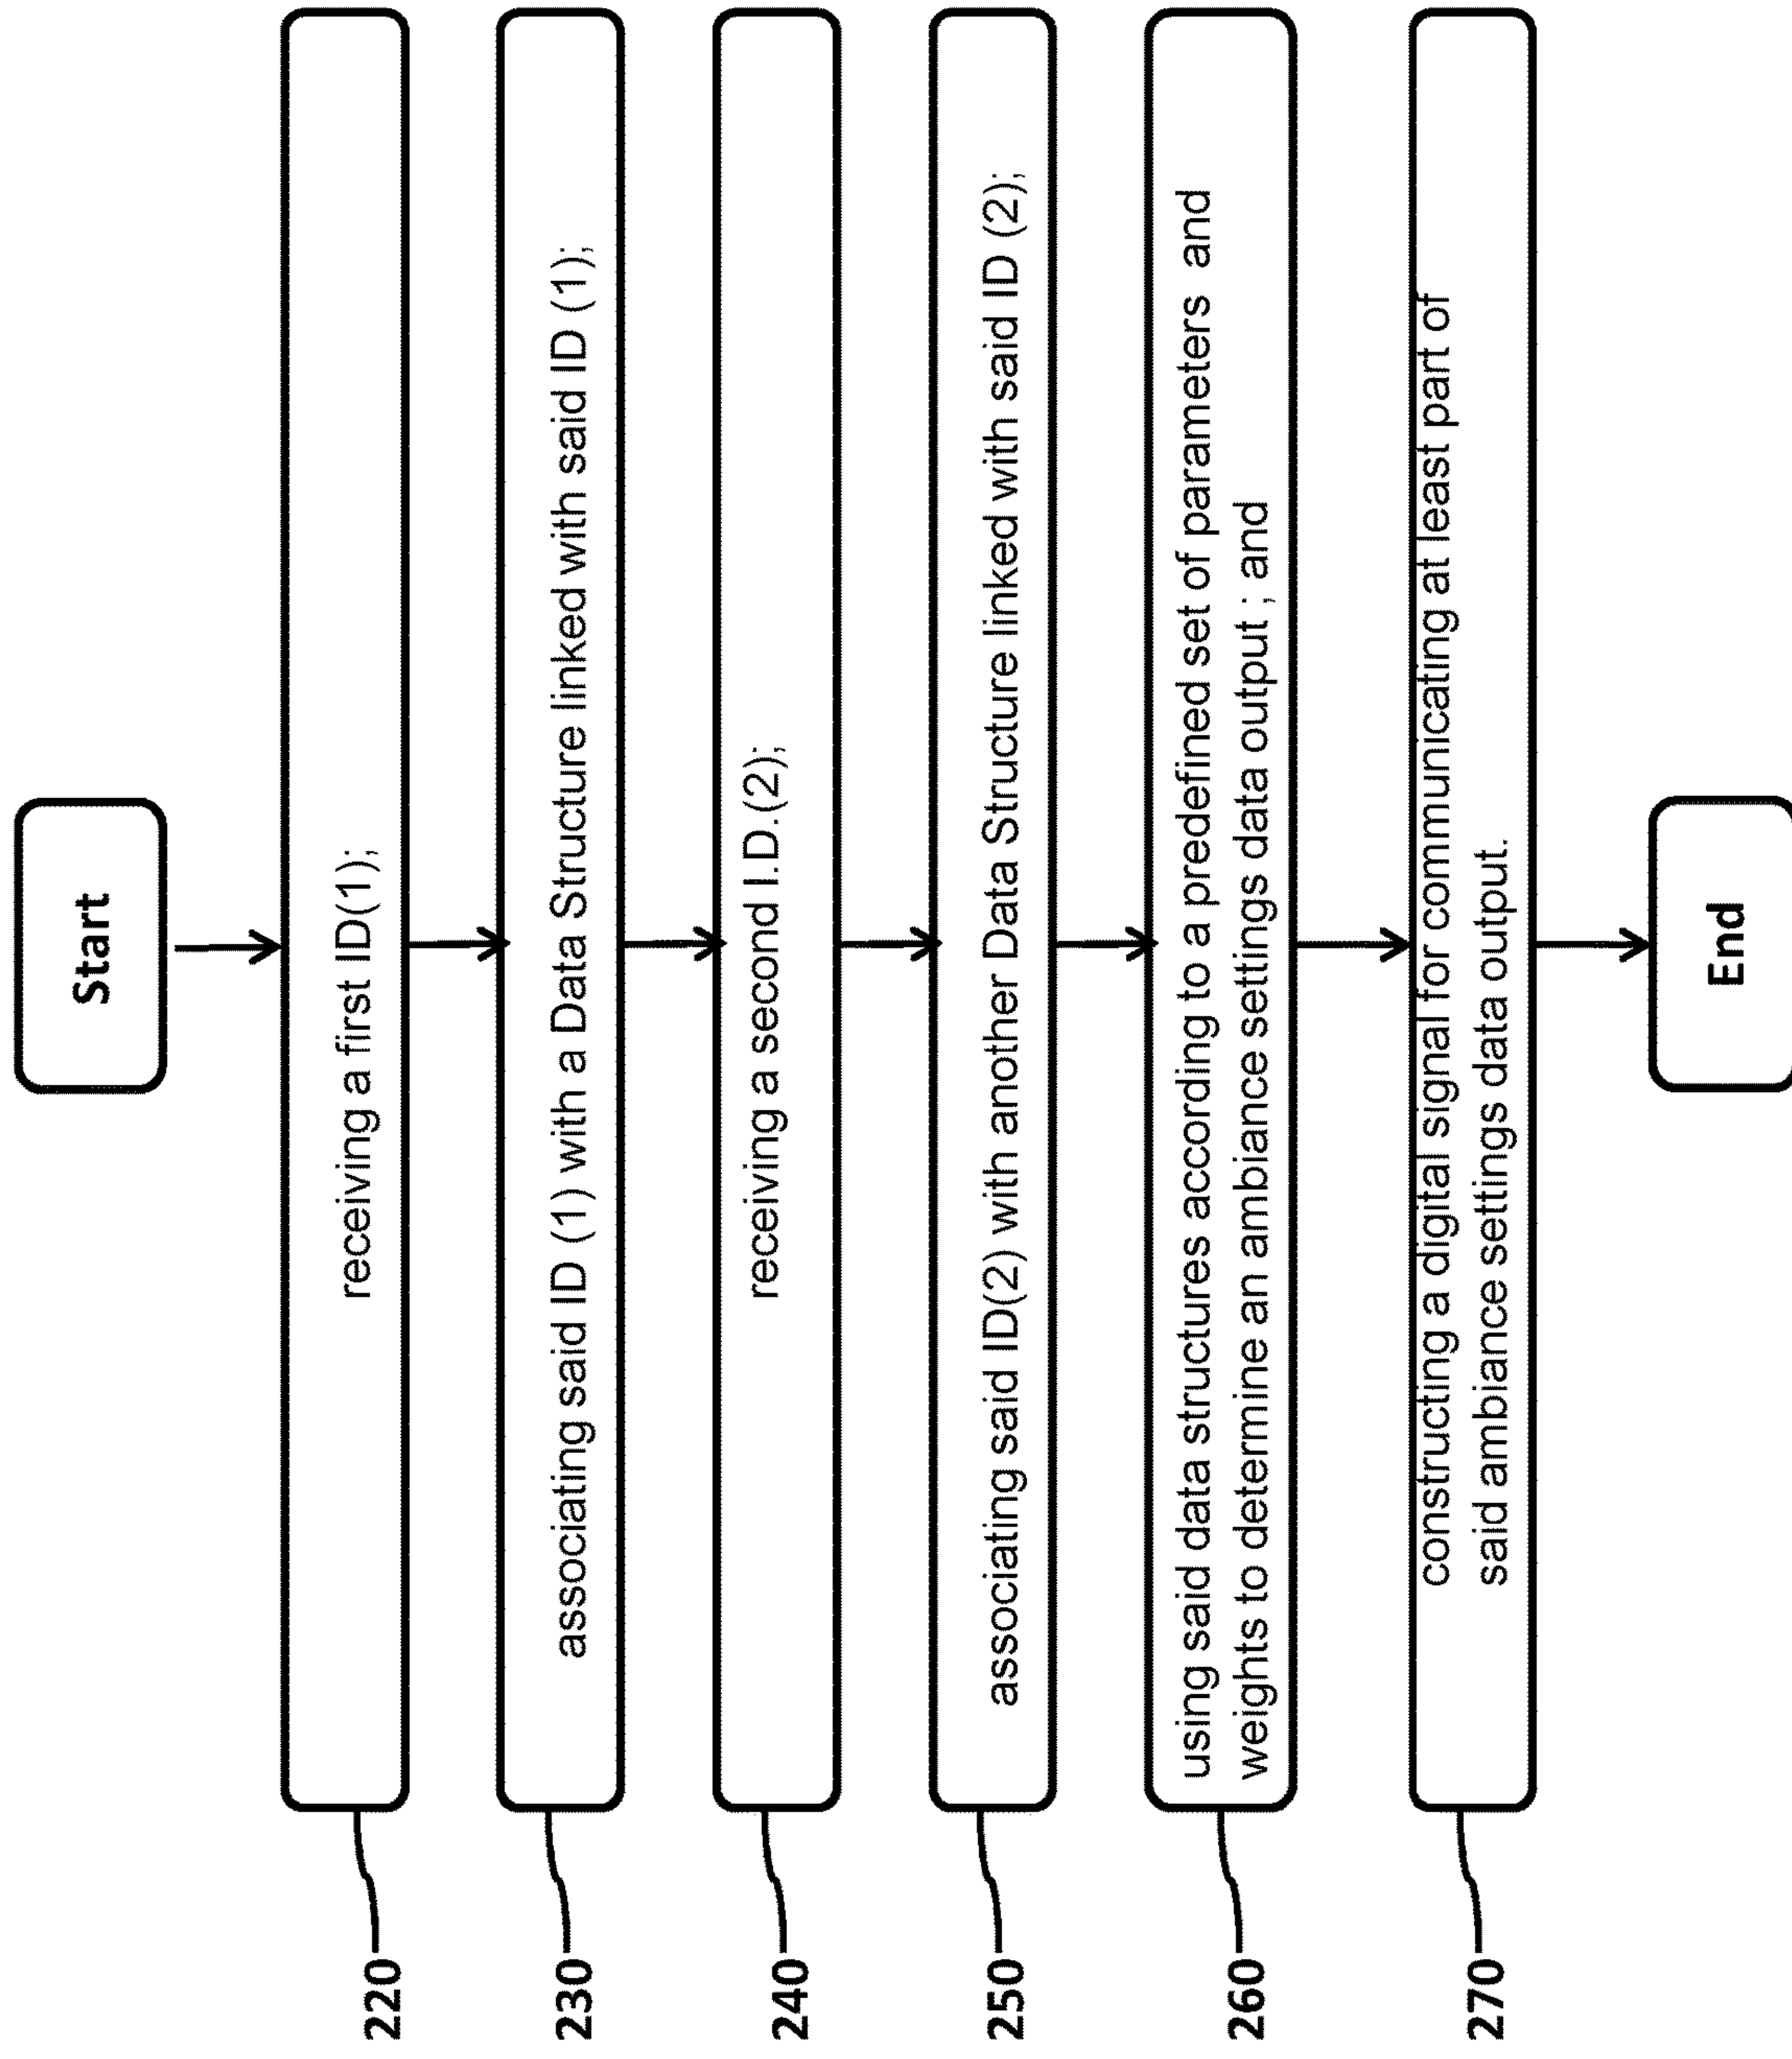 Start
220
receiving a first ID(1);
230
associating said ID (1) with a Data Structure linked with said ID (1);
240
receiving a second I.D.(2);
250
associating said ID(2) with another Data Structure linked with said ID (2);
260
using said data structures according to a predefined set of parameters and
weights to determine an ambiance settings data output ; and
270
constructing a digital signal for communicating at least part of
said ambiance settings data output.
End